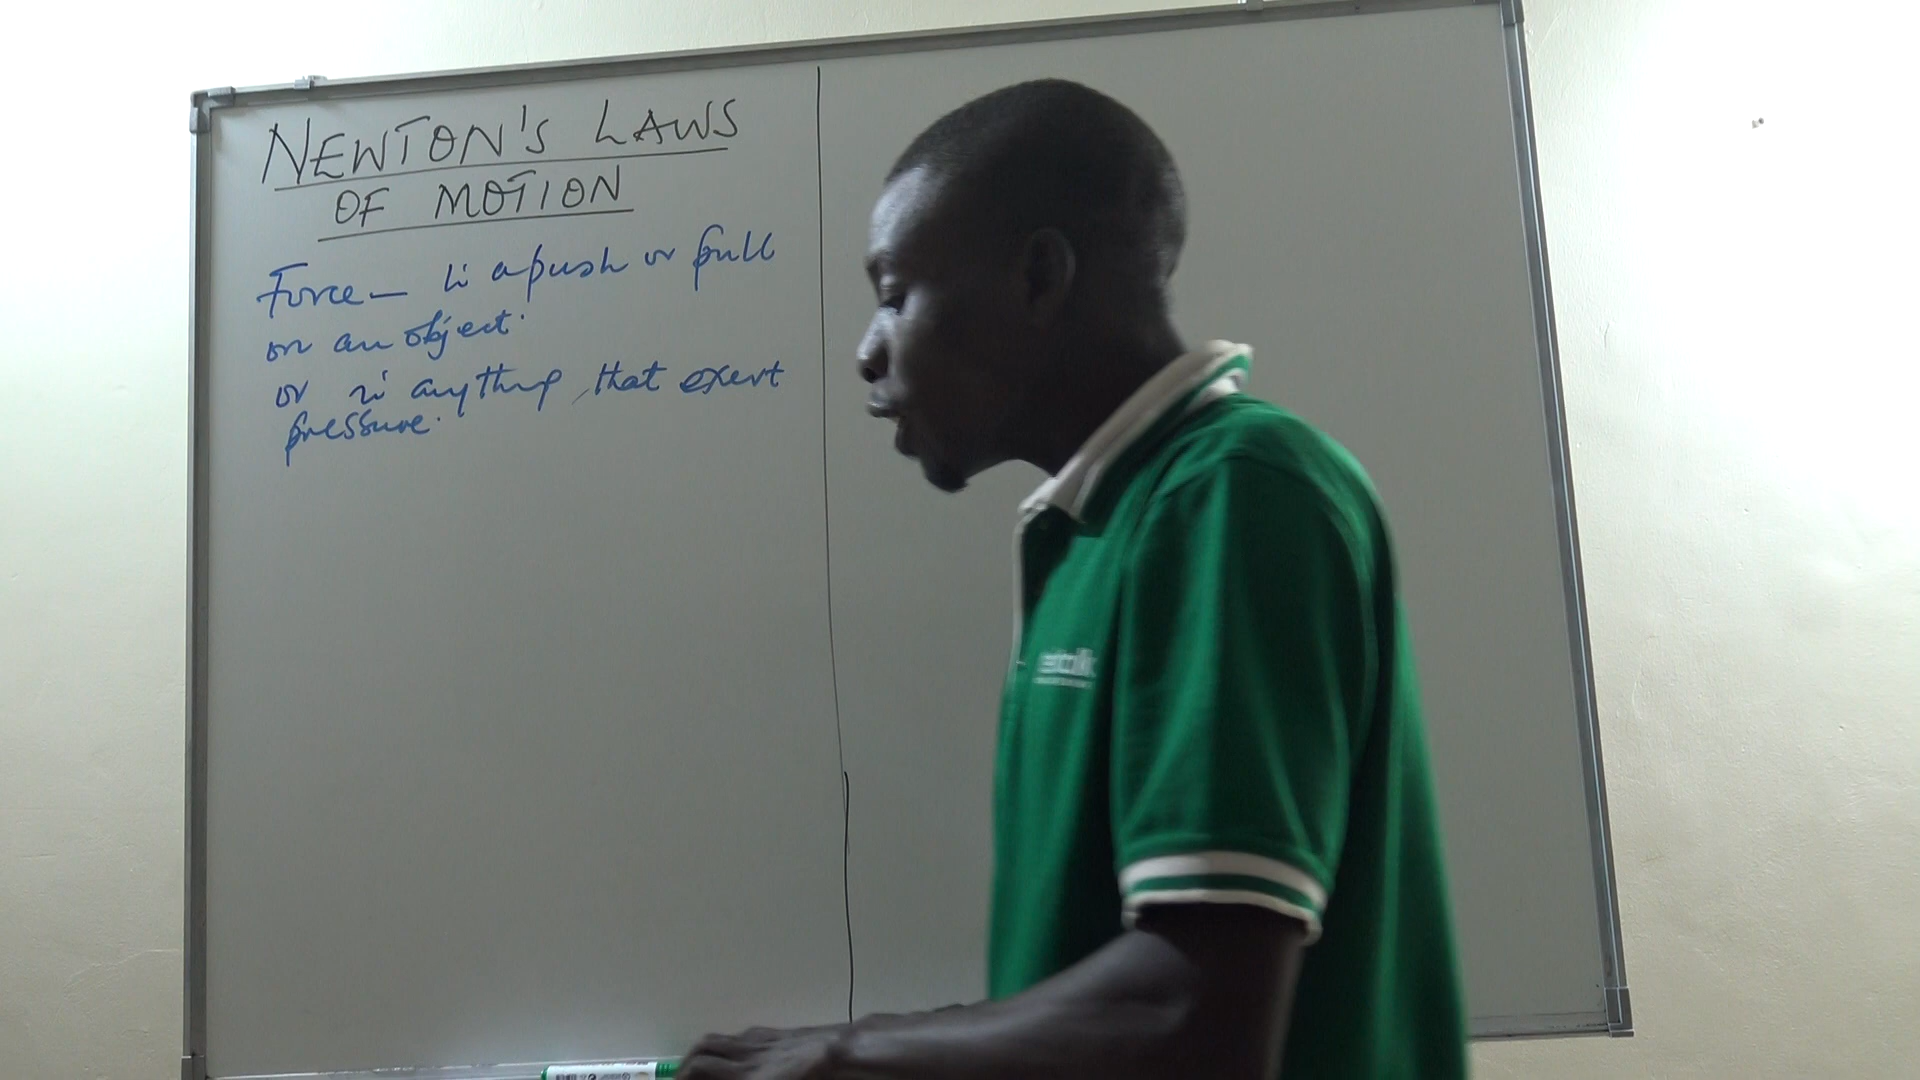 NEWTON'S LAWS
OF MOTION
Force — is a push or pull
on an object.
or is anything that exert
pressure.